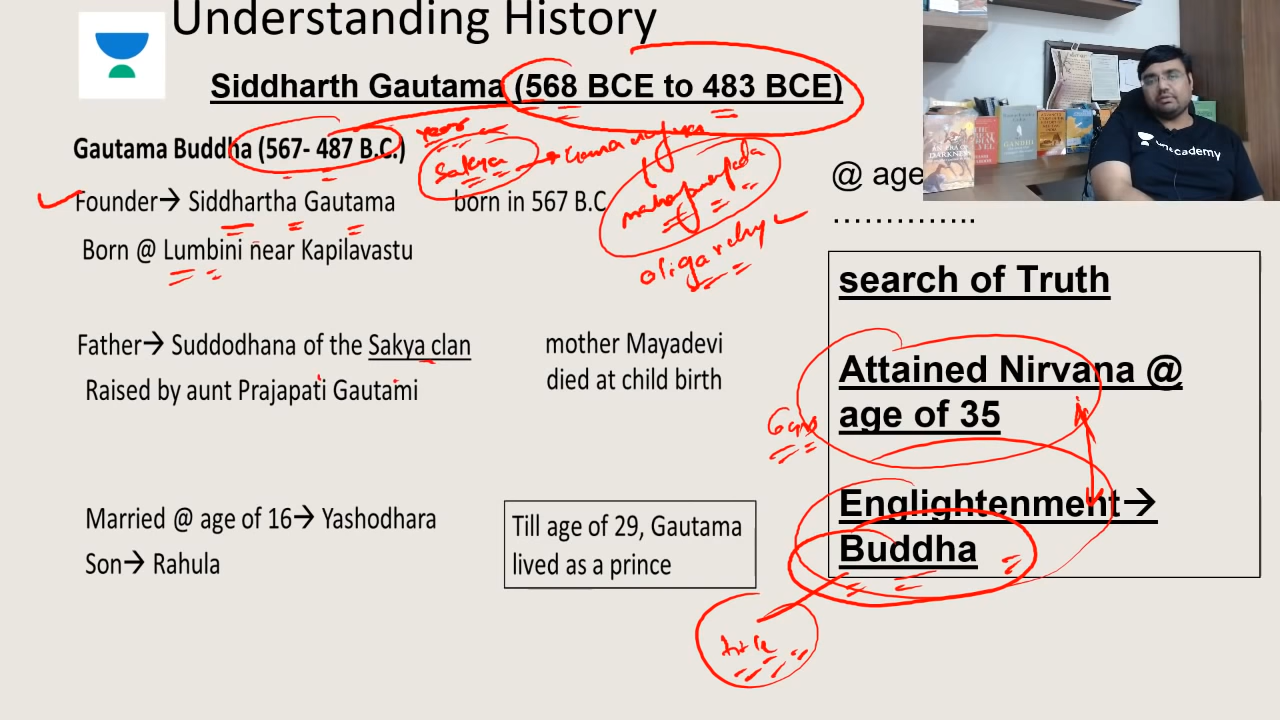 Understanding History
Siddharth Gautama (568 BCE to 483 BCE)
Gautama Buddha (567- 487 B.C.)
Sakya
mahajanpada
oligarchy
Founder→ Siddhartha Gautama born in 567 B.C
Born @ Lumbini near Kapilavastu
Father→ Suddodhana of the Sakya clan
mother Mayadevi
died at child birth
Raised by aunt Prajapati Gautami
Married @ age of 16→ Yashodhara
Son→ Rahula
Till age of 29, Gautama
lived as a prince
@ age
…………..
search of Truth
Attained Nirvana @
age of 35
Englightenment→
Buddha
title
GANDHI